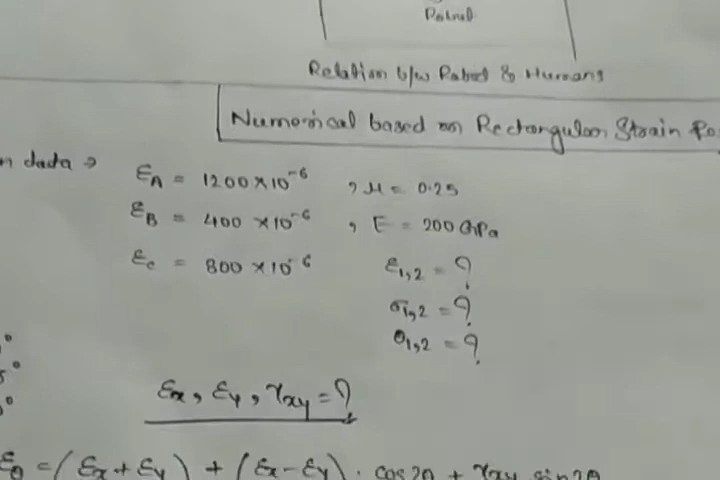 Robot
Relation b/w Robot & Humans
Numerical based on Rectangular Strain Ro
n data →
εA = 1200×10⁻⁶ , μ = 0.25
εB = 400 ×10⁻⁶ , E = 200 GPa
εc = 800 ×10⁻⁶
ε1,2 = ?
σ1,2 = ?
θ1,2 = ?
εx, εy, γxy = ?
εθ = (εx + εy) + (εx - εy) . cos2θ + γxy sin2θ